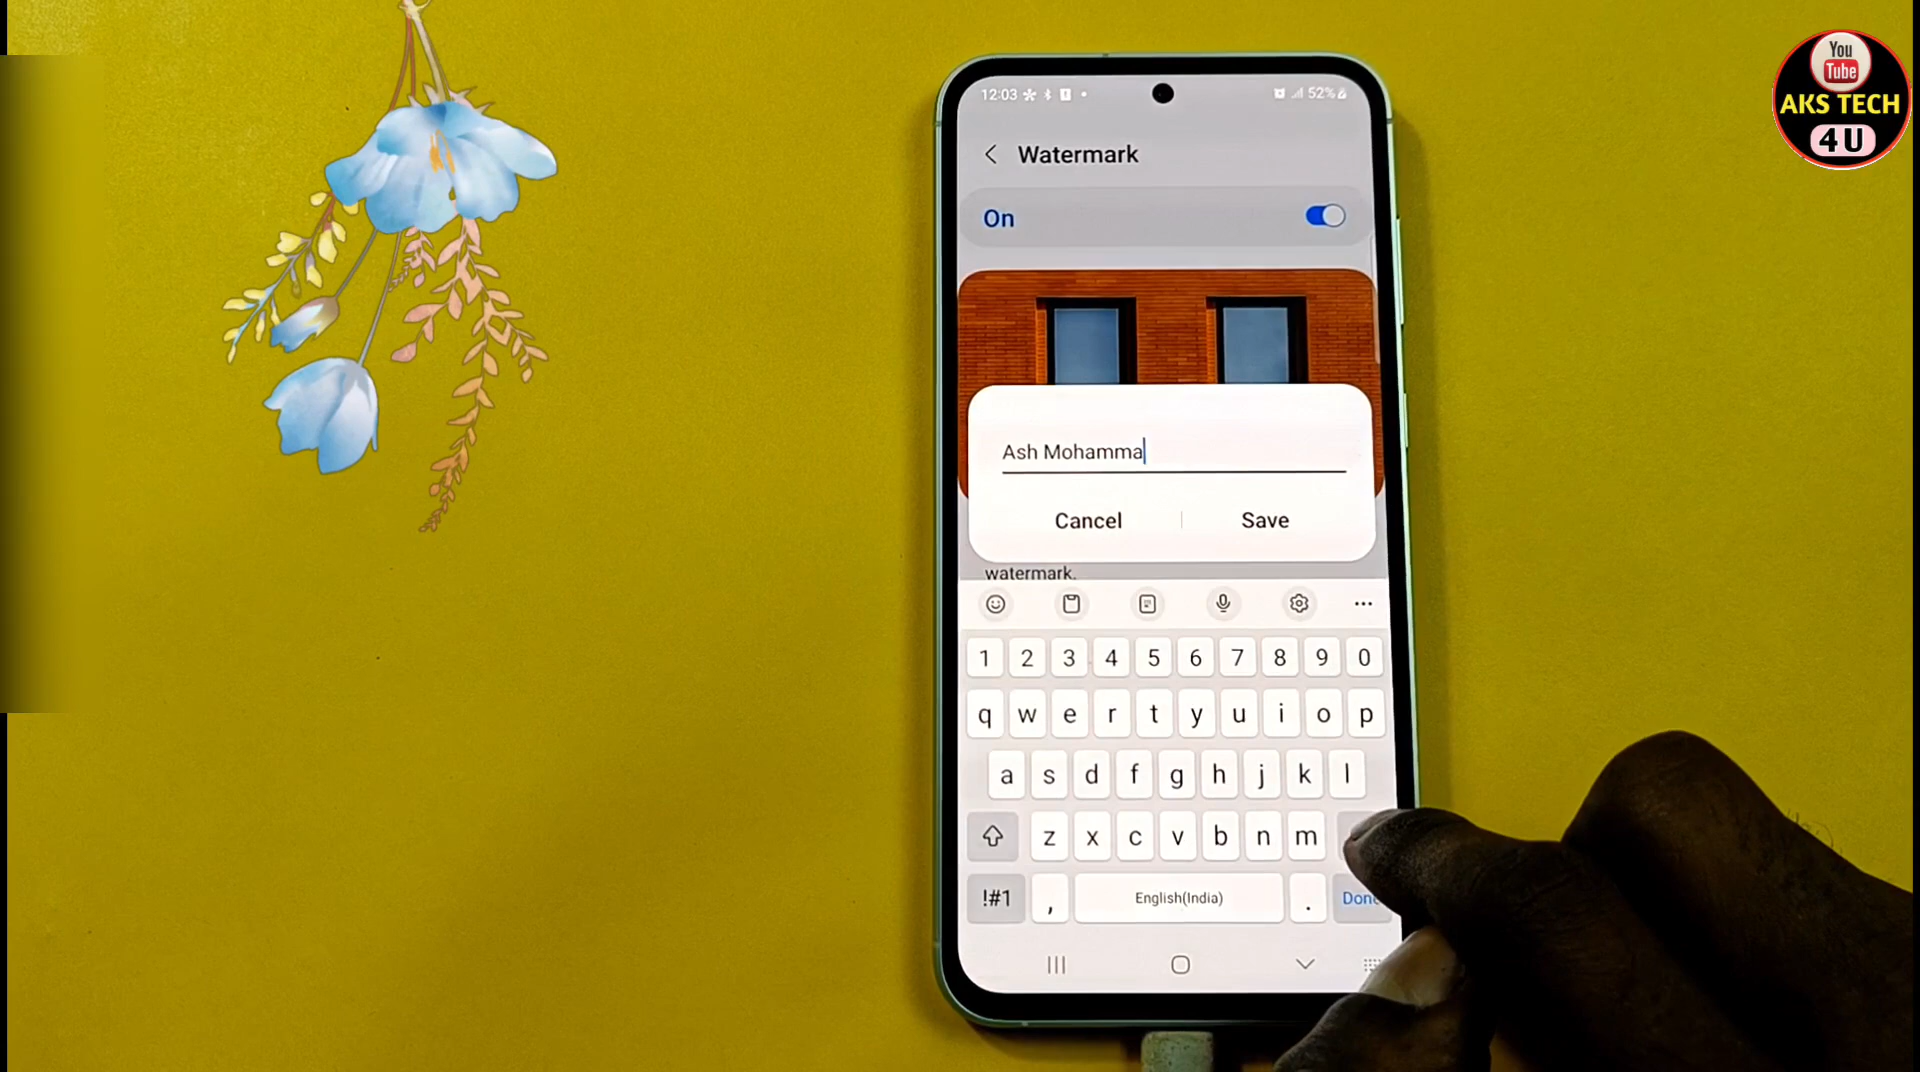 You
Tube
AKS TECH
4U
12:03
52%
Watermark
On
Ash Mohamma
Cancel
Save
watermark.
1 2 3 4 5 6 7 8 9 0
q w e r t y u i o p
a s d f g h j k l
z x c v b n m
!#1 , English(India) . Done